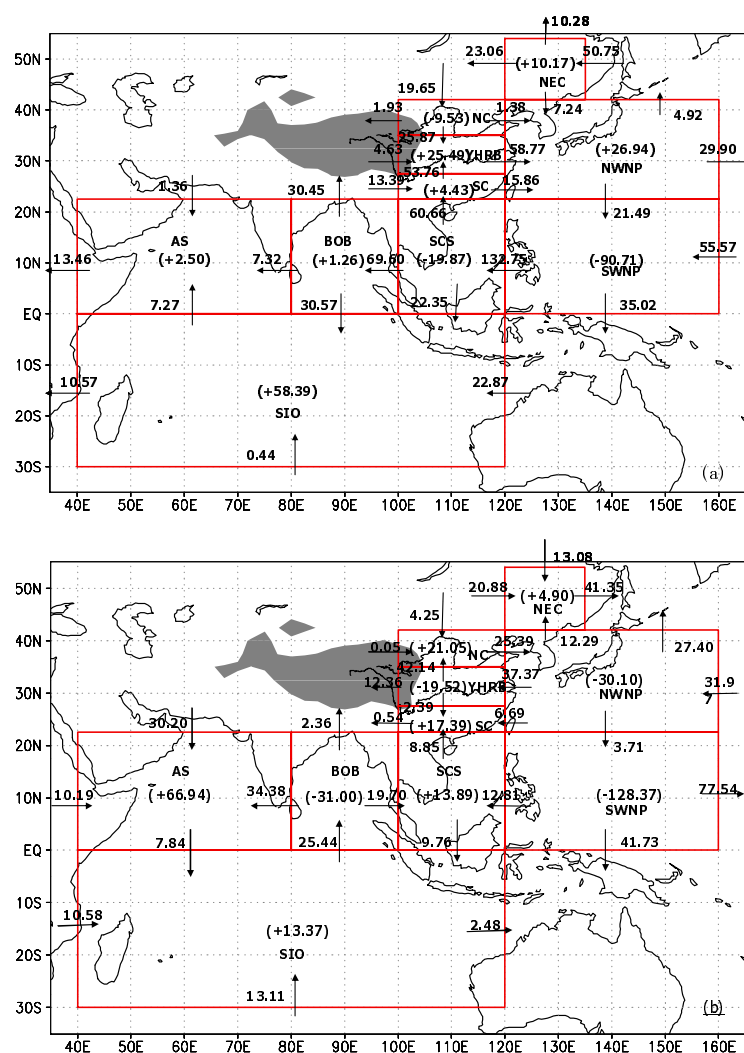 10.28
50N
23.06
50.75
(+10.17)
NEC
19.65
40N
1.93
1.38
7.24
4.92
(-9.53)
NC
25.87
30N
4.63
(+25.49)
YHRB
58.77
(+26.94)
29.90
NWNP
53.76
13.39
15.86
1.36
30.45
(+4.43)
SC
20N
60.66
21.49
AS
BOB
SCS
10N
13.46
(+2.50)
7.32
(+1.26)
69.60
(-19.87)
132.75
(-90.71)
SWNP
55.57
EQ
7.27
30.57
22.35
35.02
10S
10.57
(+58.39)
22.87
20S
SIO
30S
0.44
(a)
40E 50E 60E 70E 80E 90E 100E 110E 120E 130E 140E 150E 160E
13.08
50N
20.88
(+4.90)
41.35
NEC
4.25
40N
0.05
(+21.05)
NC
25.39
12.29
27.40
42.14
30N
12.36
(-19.52)
YHRB
37.37
(-30.10)
NWNP
31.9
7
2.39
30.20
2.36
0.54
(+17.39)
SC
6.69
20N
8.85
3.71
AS
BOB
SCS
10N
10.19
(+66.94)
34.38
(-31.00)
19.70
(+13.89)
12.81
(-128.37)
SWNP
77.54
EQ
7.84
25.44
9.76
41.73
10S
10.58
(+13.37)
2.48
20S
SIO
30S
13.11
(b)
40E 50E 60E 70E 80E 90E 100E 110E 120E 130E 140E 150E 160E